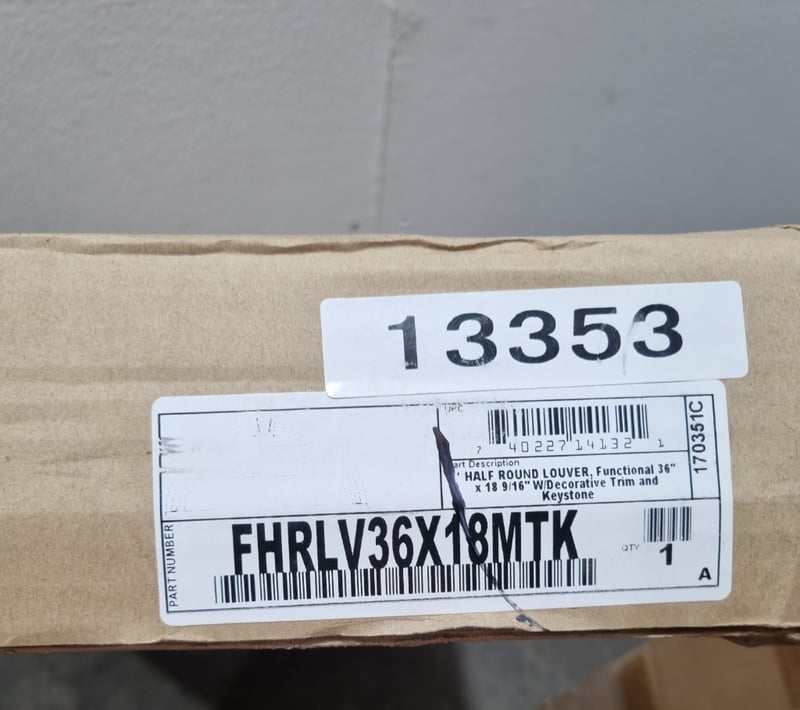 13353
UPC
7 40227 14132 1
170351C
art Description
HALF ROUND LOUVER, Functional 36"
x 18 9/16" W/Decorative Trim and
Keystone
PART NUMBER
FHRLV36X18MTK
QTY
1
A